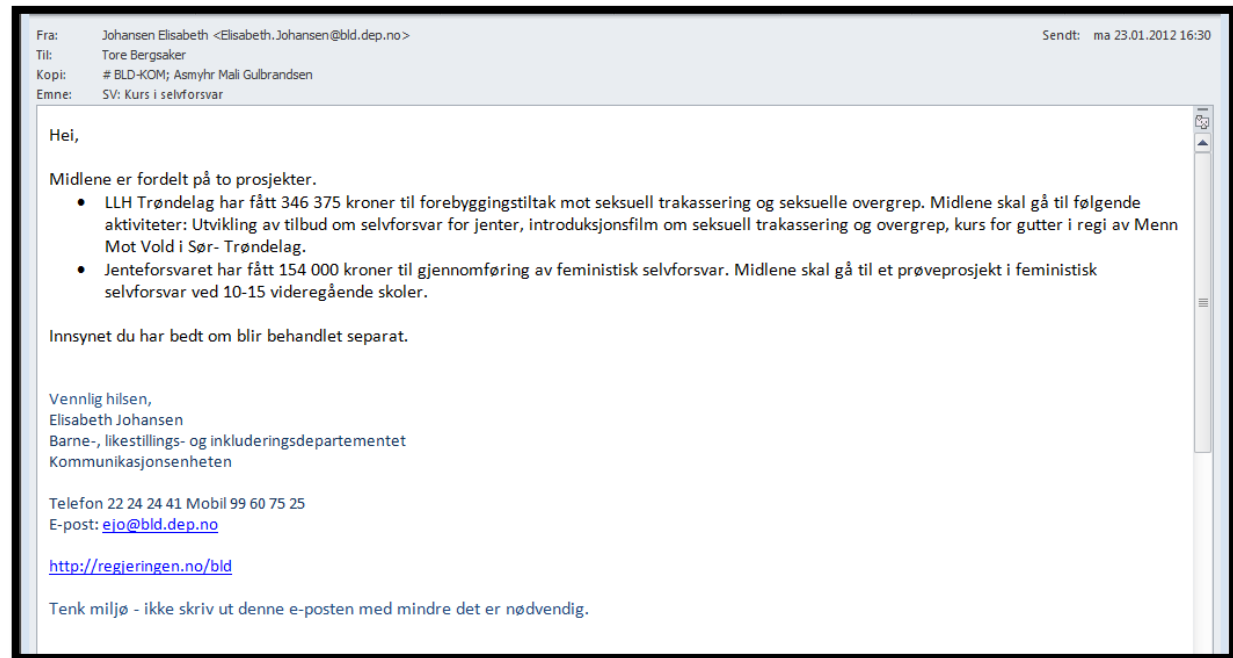 Fra: Johansen Elisabeth <Elisabeth.Johansen@bld.dep.no> Sendt: ma 23.01.2012 16:30
Til: Tore Bergsaker
Kopi: # BLD-KOM; Asmyhr Mali Gulbrandsen
Emne: SV: Kurs i selvforsvar
Hei,
Midlene er fordelt på to prosjekter.
• LLH Trøndelag har fått 346 375 kroner til forebyggingstiltak mot seksuell trakassering og seksuelle overgrep. Midlene skal gå til følgende
aktiviteter: Utvikling av tilbud om selvforsvar for jenter, introduksjonsfilm om seksuell trakassering og overgrep, kurs for gutter i regi av Menn
Mot Vold i Sør- Trøndelag.
• Jenteforsvaret har fått 154 000 kroner til gjennomføring av feministisk selvforsvar. Midlene skal gå til et prøveprosjekt i feministisk
selvforsvar ved 10-15 videregående skoler.
Innsynet du har bedt om blir behandlet separat.
Vennlig hilsen,
Elisabeth Johansen
Barne-, likestillings- og inkluderingsdepartementet
Kommunikasjonsenheten
Telefon 22 24 24 41 Mobil 99 60 75 25
E-post: ejo@bld.dep.no
http://regjeringen.no/bld
Tenk miljø - ikke skriv ut denne e-posten med mindre det er nødvendig.